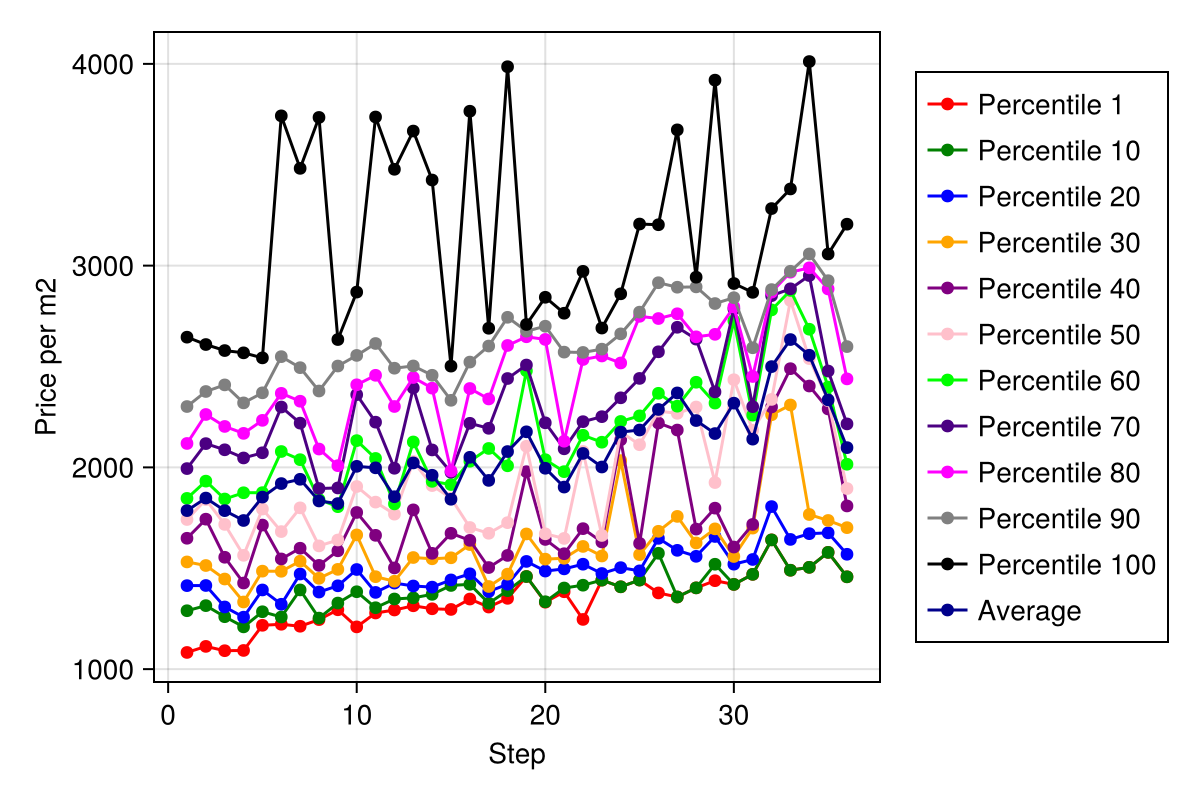 4000
3000
2000
1000
Price per m2
0
10
20
30
Step
Percentile 1
Percentile 10
Percentile 20
Percentile 30
Percentile 40
Percentile 50
Percentile 60
Percentile 70
Percentile 80
Percentile 90
Percentile 100
Average